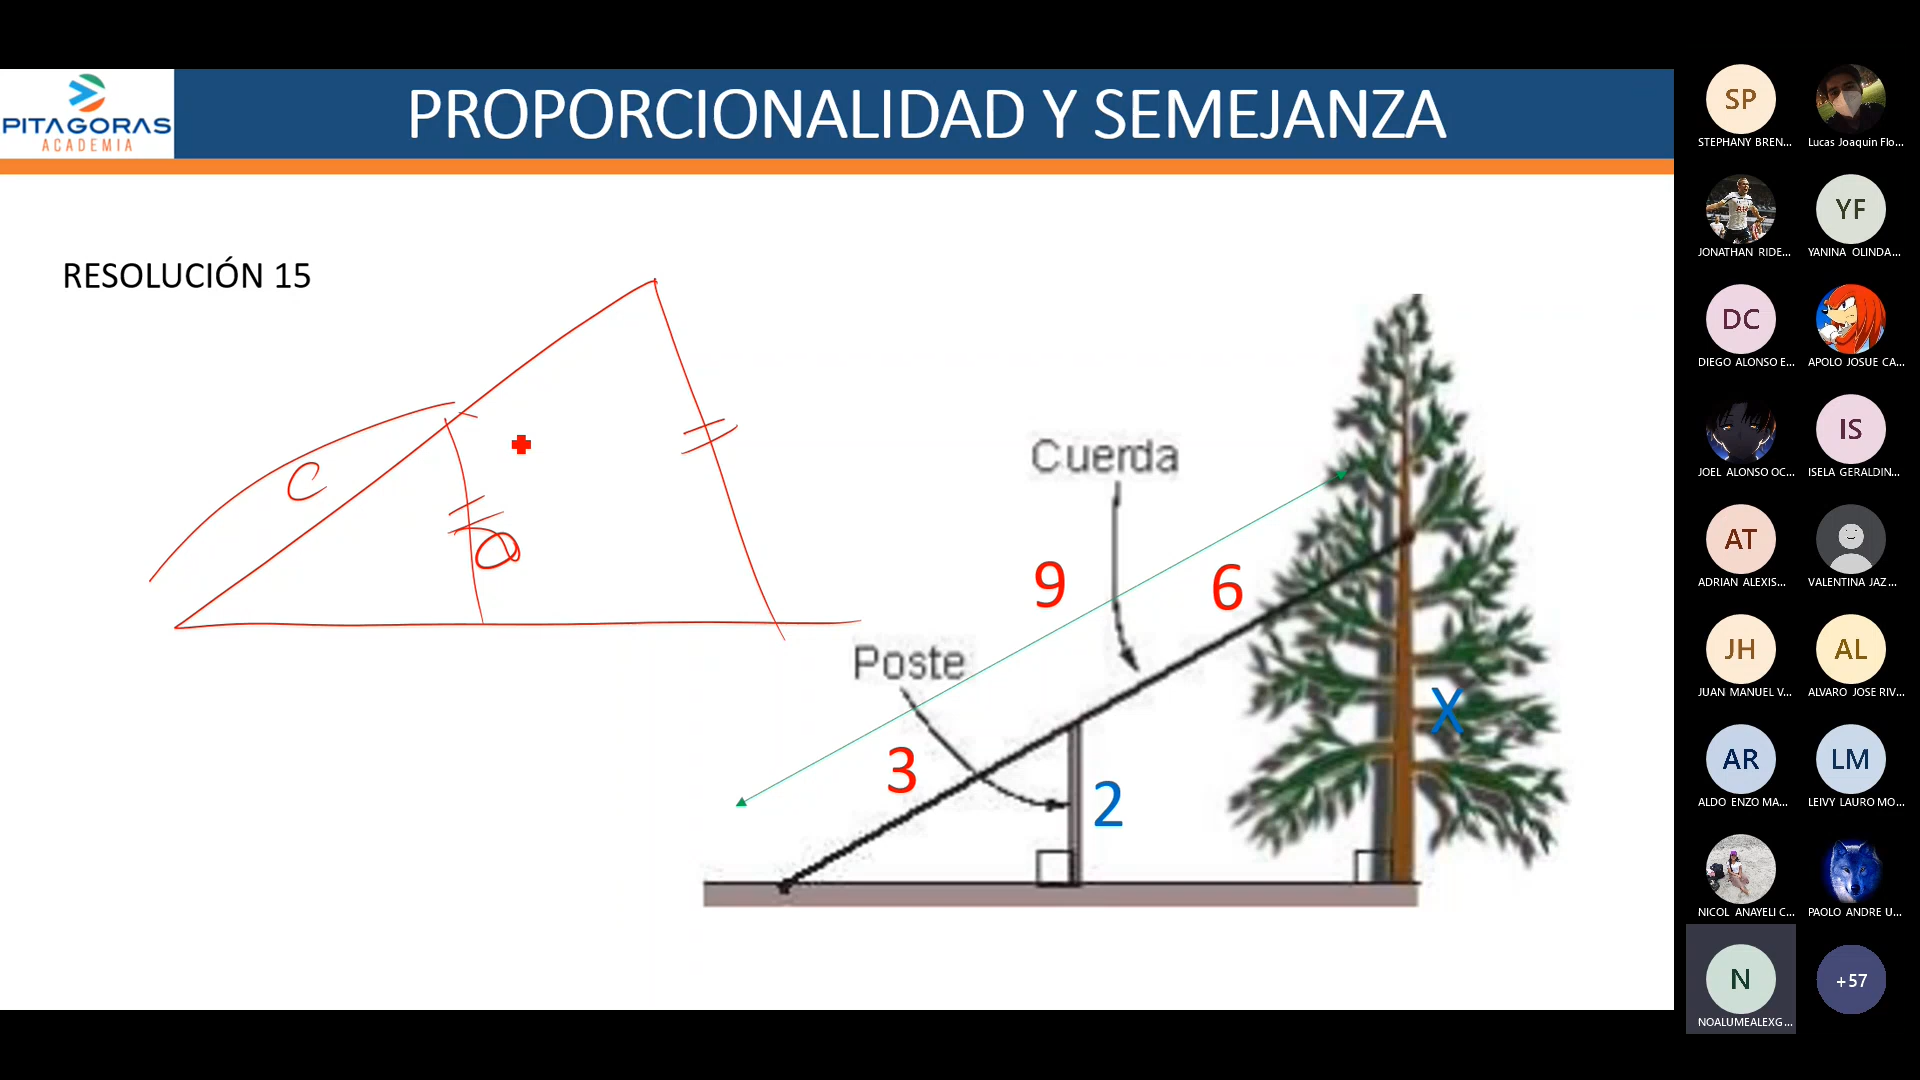 PITAGORAS
ACADEMIA
PROPORCIONALIDAD Y SEMEJANZA
RESOLUCIÓN 15
c
a
Cuerda
9
6
Poste
3
2
X
SP
STEPHANY BREN...
Lucas Joaquin Flo...
JONATHAN RIDE...
YF
YANINA OLINDA...
DC
DIEGO ALONSO E...
APOLO JOSUE CA...
JOEL ALONSO OC...
IS
ISELA GERALDIN...
AT
ADRIAN ALEXIS...
VALENTINA JAZ...
JH
JUAN MANUEL V...
AL
ALVARO JOSE RIV...
AR
ALDO ENZO MA...
LM
LEIVY LAURO MO...
NICOL ANAYELI C...
PAOLO ANDRE U...
N
NOALUMEALEXG...
+57